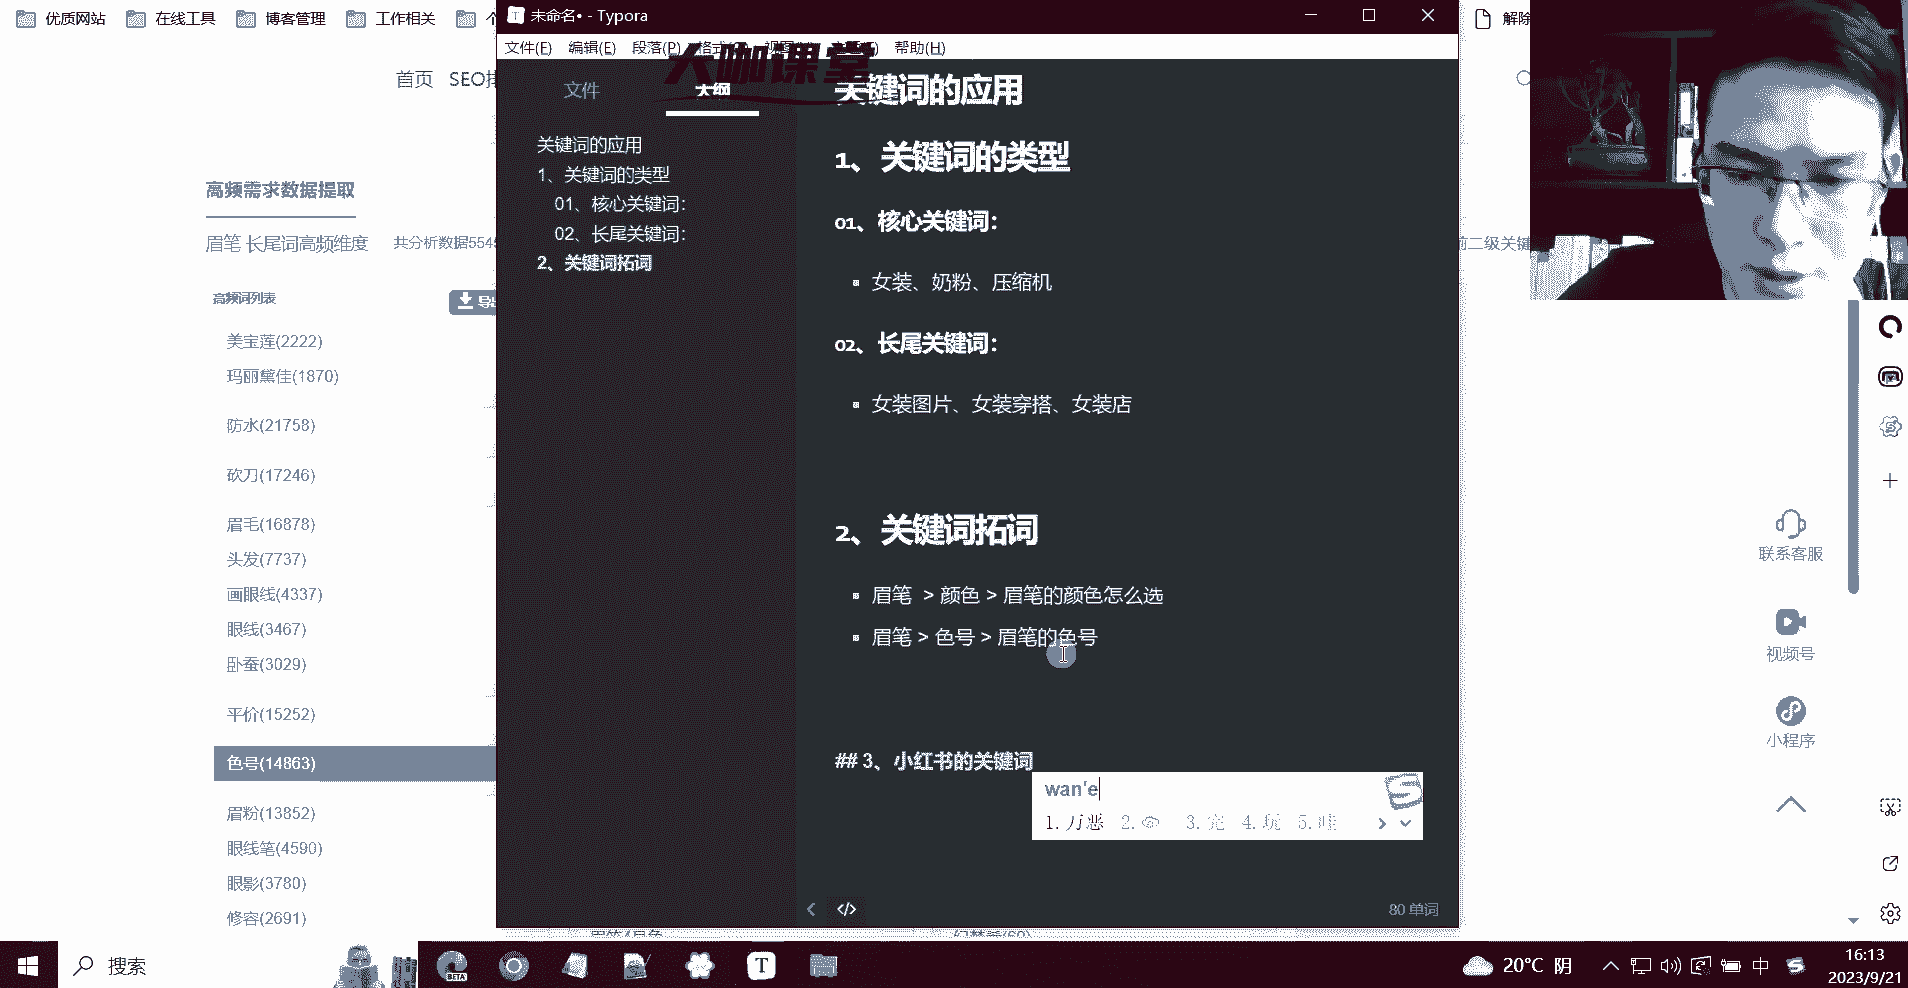 优质网站 在线工具 博客管理 工作相关
未命名• - Typora
解除
文件(F) 编辑(E) 段落(P) 帮助(H)
大咖课堂
首页 SEO
文件 大纲
关键词的应用
关键词的应用
1、关键词的类型
01、核心关键词：
02、长尾关键词：
2、关键词拓词
1、关键词的类型
01、核心关键词：
女装、奶粉、压缩机
02、长尾关键词：
女装图片、女装穿搭、女装店
2、关键词拓词
眉笔 > 颜色 > 眉笔的颜色怎么选
眉笔 > 色号 > 眉笔的色号
## 3、小红书的关键词
wan'e
1.万恶 2. 3.完 4.玩 5.哇
80 单词
高频需求数据提取
眉笔 长尾词高频维度 共分析数据554
前二级关键
高频词列表 导出
美宝莲(2222)
玛丽黛佳(1870)
防水(21758)
砍刀(17246)
眉毛(16878)
头发(7737)
画眼线(4337)
眼线(3467)
卧蚕(3029)
平价(15252)
色号(14863)
眉粉(13852)
眼线笔(4590)
眼影(3780)
修容(2691)
联系客服
视频号
小程序
搜索
BETA
20°C 阴
中
16:13
2023/9/21